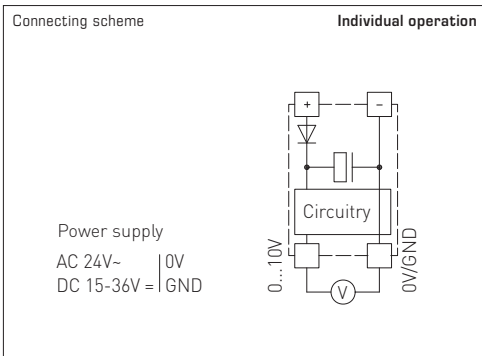 Connecting scheme
Individual operation
+ −
Circuitry
Power supply
AC 24V~ 0V
DC 15-36V = GND
0...10V
0V/GND
V